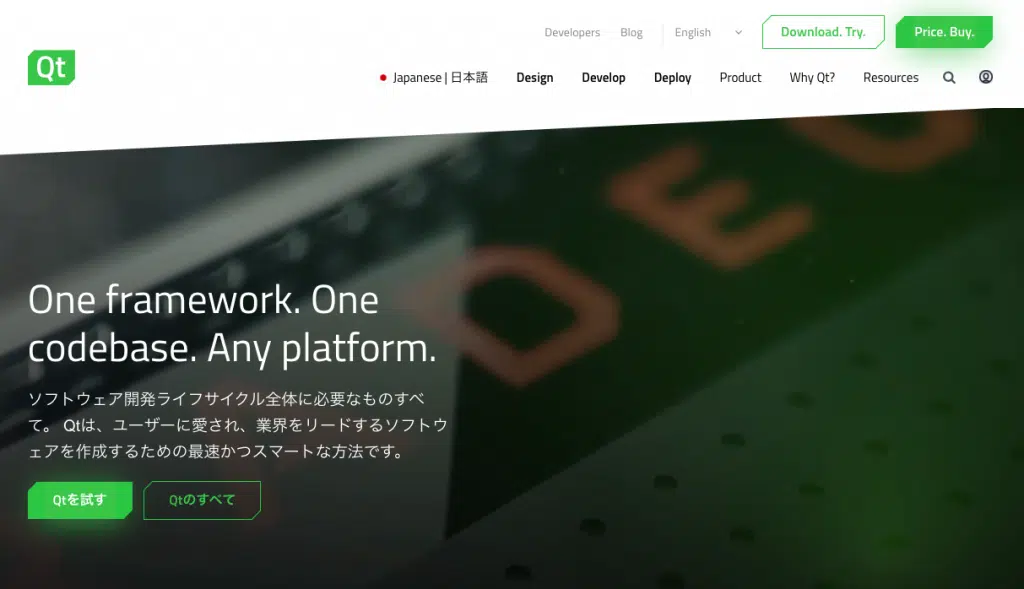 Developers Blog English Download. Try. Price. Buy.
Qt
Japanese | 日本語 Design Develop Deploy Product Why Qt? Resources
DEC
One framework. One
codebase. Any platform.
ソフトウェア開発ライフサイクル全体に必要なものすべ
て。 Qtは、ユーザーに愛され、業界をリードするソフトウ
ェアを作成するための最速かつスマートな方法です。
Qtを試す Qtのすべて